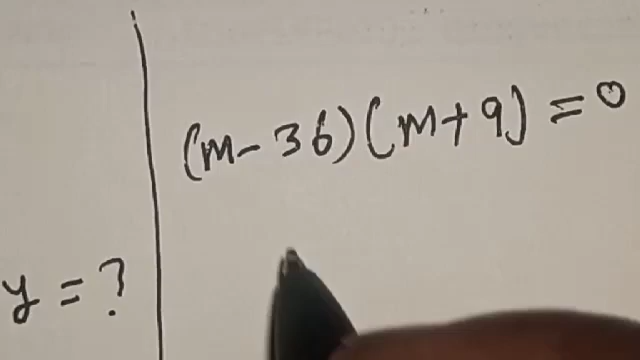 (m - 36)(m + 9) = 0
y = ?